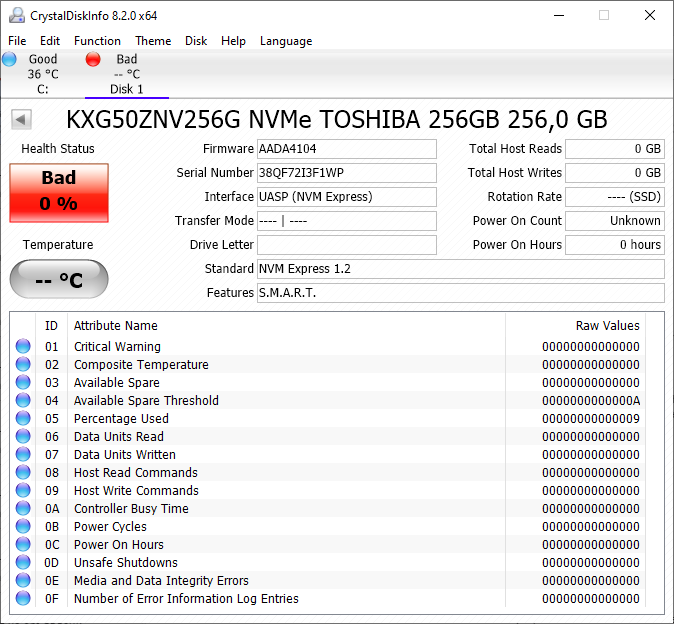 CrystalDiskInfo 8.2.0 x64
File Edit Function Theme Disk Help Language
Good Bad
36 °C -- °C
C: Disk 1
KXG50ZNV256G NVMe TOSHIBA 256GB 256,0 GB
Health Status Firmware AADA4104 Total Host Reads 0 GB
Bad Serial Number 38QF72I3F1WP Total Host Writes 0 GB
0 % Interface UASP (NVM Express) Rotation Rate ---- (SSD)
Transfer Mode ---- | ---- Power On Count Unknown
Temperature Drive Letter Power On Hours 0 hours
-- °C Standard NVM Express 1.2
Features S.M.A.R.T.
ID Attribute Name Raw Values
01 Critical Warning 00000000000000
02 Composite Temperature 00000000000000
03 Available Spare 00000000000000
04 Available Spare Threshold 0000000000000A
05 Percentage Used 00000000000009
06 Data Units Read 00000000000000
07 Data Units Written 00000000000000
08 Host Read Commands 00000000000000
09 Host Write Commands 00000000000000
0A Controller Busy Time 00000000000000
0B Power Cycles 00000000000000
0C Power On Hours 00000000000000
0D Unsafe Shutdowns 00000000000000
0E Media and Data Integrity Errors 00000000000000
0F Number of Error Information Log Entries 00000000000000